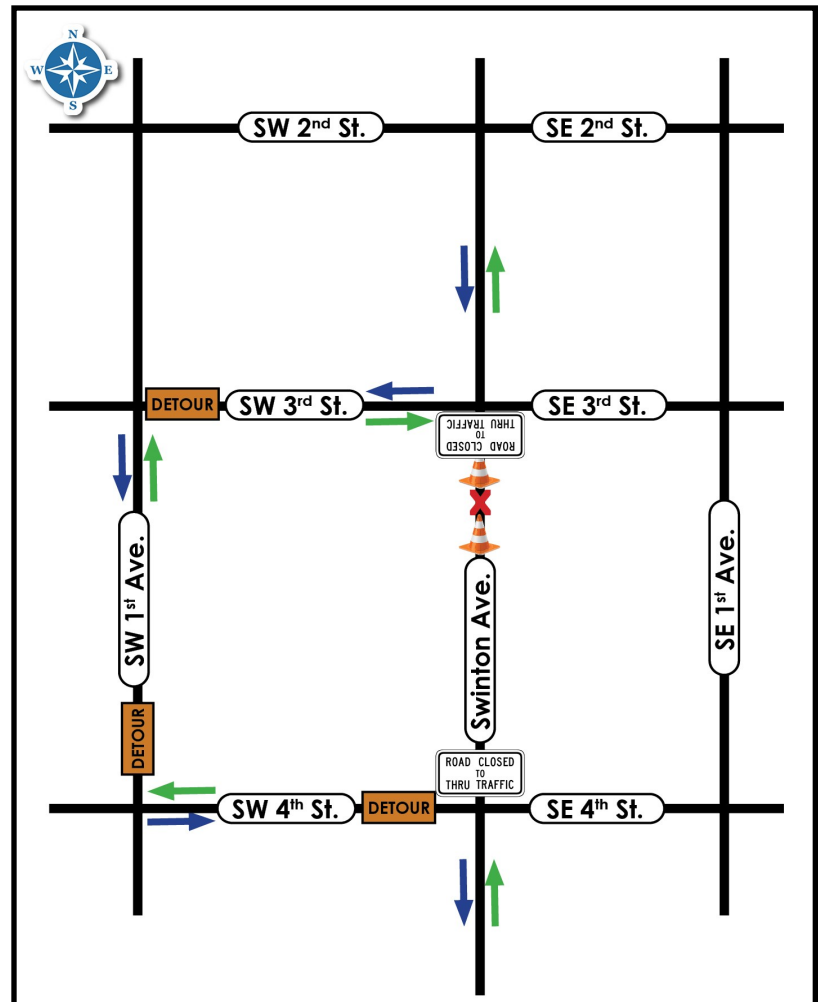 N
W E
S
SW 2nd St.
SE 2nd St.
DETOUR
SW 3rd St.
SE 3rd St.
ROAD CLOSED
TO
THRU TRAFFIC
SW 1st Ave.
Swinton Ave.
SE 1st Ave.
DETOUR
ROAD CLOSED
TO
THRU TRAFFIC
SW 4th St.
DETOUR
SE 4th St.